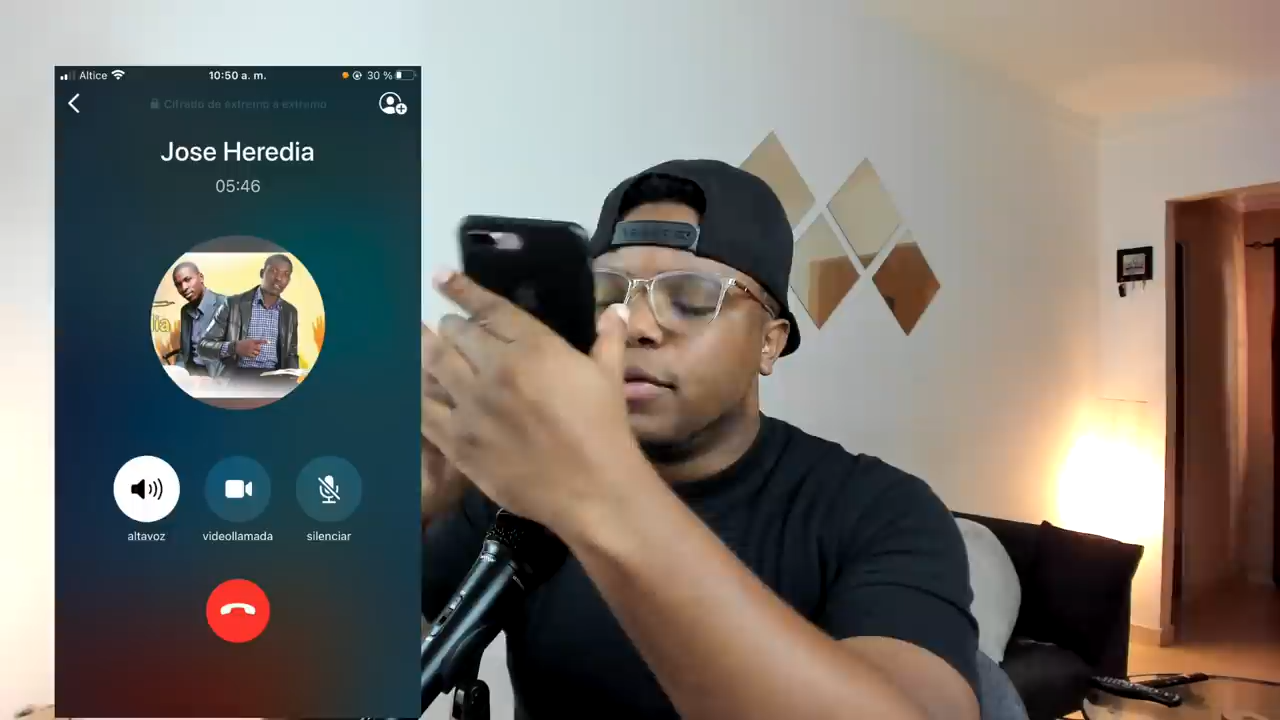 Altice 10:50 a. m. 30 %
Cifrado de extremo a extremo
Jose Heredia
05:46
altavoz videollamada silenciar